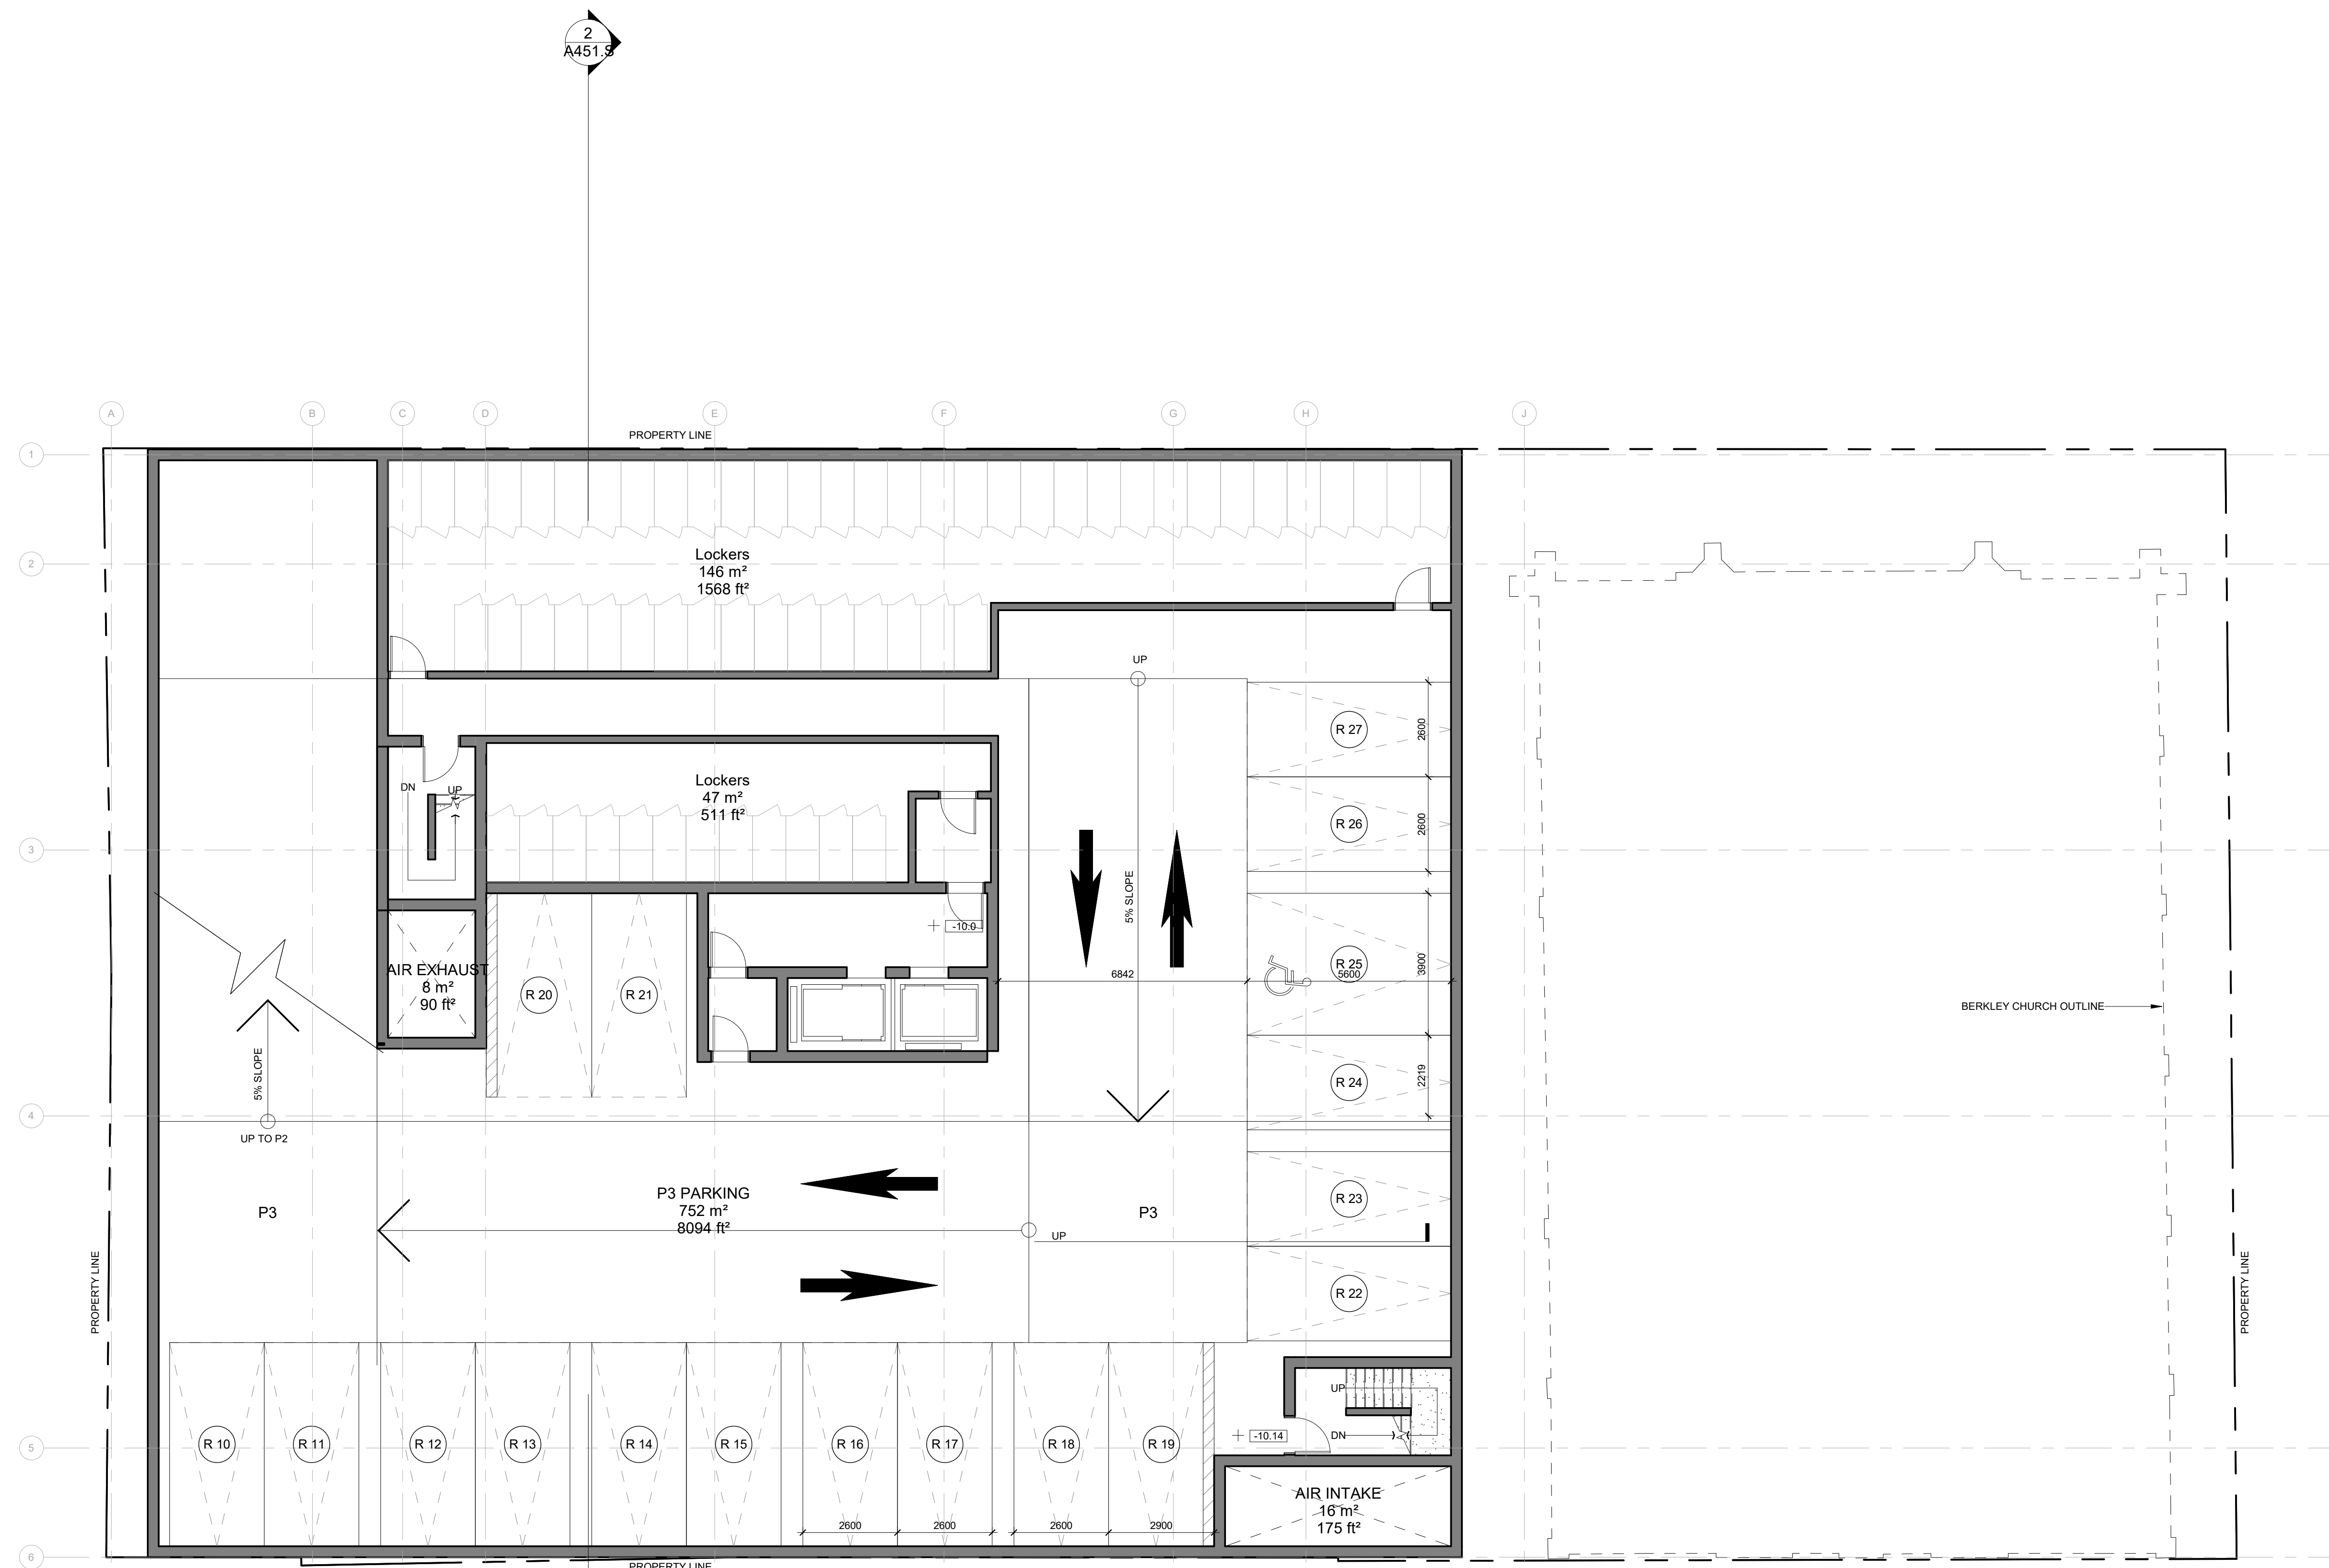 2
A451.S
A
B
C
D
E
F
G
H
J
PROPERTY LINE
1
2
3
4
5
6
Lockers
146 m²
1568 ft²
UP
R 27
2600
Lockers
47 m²
511 ft²
DN
UP
R 26
2600
5% SLOPE
-10.0
AIR EXHAUST
8 m²
90 ft²
R 20
R 21
6842
R 25
5600
3900
BERKLEY CHURCH OUTLINE
5% SLOPE
R 24
2219
UP TO P2
P3
P3 PARKING
752 m²
8094 ft²
P3
UP
R 23
R 22
PROPERTY LINE
PROPERTY LINE
R 10
R 11
R 12
R 13
R 14
R 15
R 16
R 17
R 18
R 19
-10.14
UP
DN
AIR INTAKE
16 m²
175 ft²
2600
2600
2600
2900
PROPERTY LINE